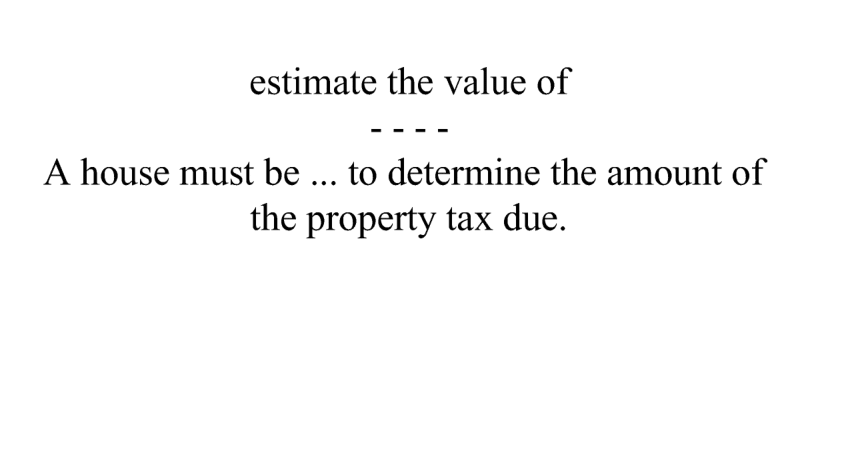 estimate the value of
- - - -
A house must be ... to determine the amount of
the property tax due.